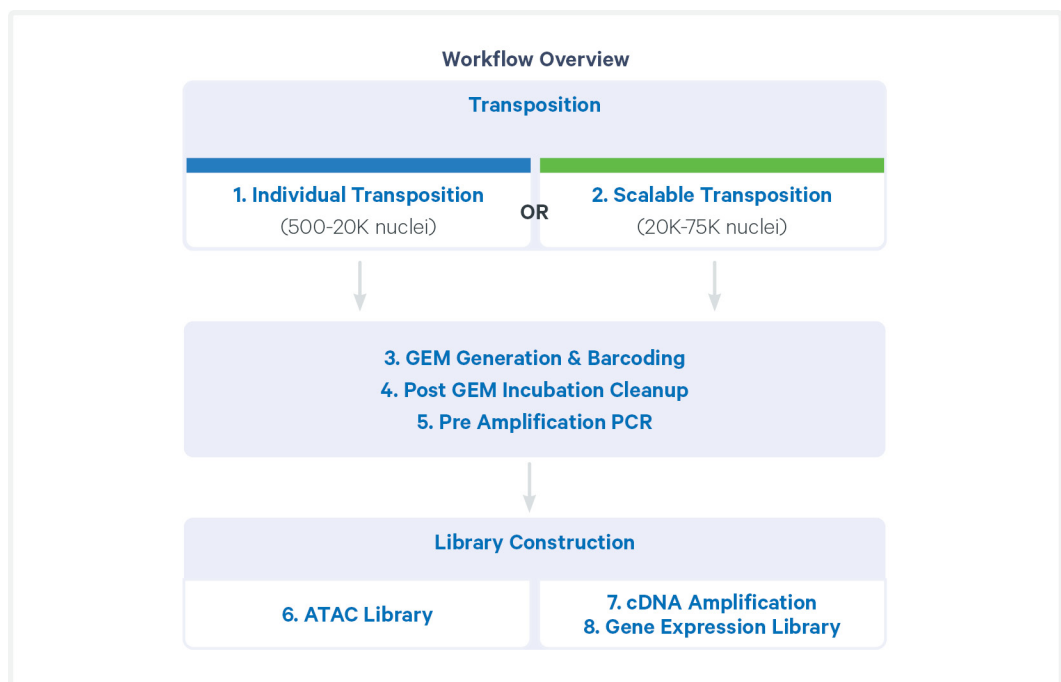 Workflow Overview
Transposition
1. Individual Transposition
(500-20K nuclei)
OR
2. Scalable Transposition
(20K-75K nuclei)
3. GEM Generation & Barcoding
4. Post GEM Incubation Cleanup
5. Pre Amplification PCR
Library Construction
6. ATAC Library
7. cDNA Amplification
8. Gene Expression Library